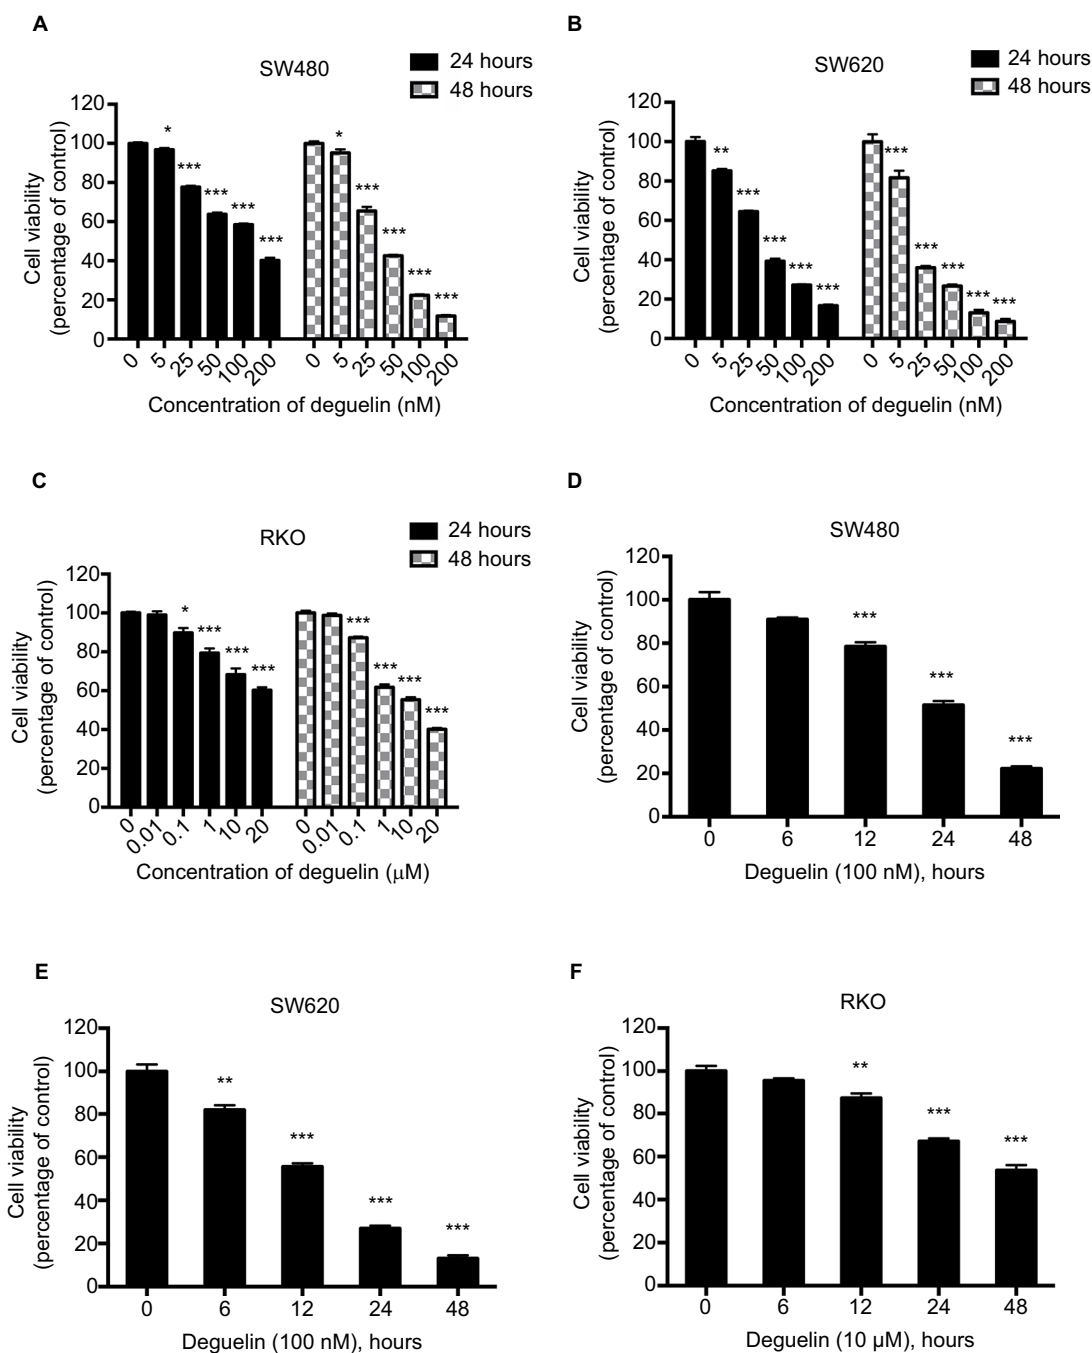 A
SW480
24 hours
48 hours
Cell viability
(percentage of control)
120
100
80
60
40
20
0
* *** *** *** ***
* *** *** *** ***
0 5 25 50 100 200 0 5 25 50 100 200
Concentration of deguelin (nM)
B
SW620
24 hours
48 hours
Cell viability
(percentage of control)
120
100
80
60
40
20
0
** *** *** *** ***
*** *** *** *** ***
0 5 25 50 100 200 0 5 25 50 100 200
Concentration of deguelin (nM)
C
RKO
24 hours
48 hours
Cell viability
(percentage of control)
120
100
80
60
40
20
0
* *** *** ***
*** *** *** ***
0 0.01 0.1 1 10 20 0 0.01 0.1 1 10 20
Concentration of deguelin (µM)
D
SW480
Cell viability
(percentage of control)
120
100
80
60
40
20
0
*** *** ***
0 6 12 24 48
Deguelin (100 nM), hours
E
SW620
Cell viability
(percentage of control)
120
100
80
60
40
20
0
** *** *** ***
0 6 12 24 48
Deguelin (100 nM), hours
F
RKO
Cell viability
(percentage of control)
120
100
80
60
40
20
0
** *** ***
0 6 12 24 48
Deguelin (10 µM), hours